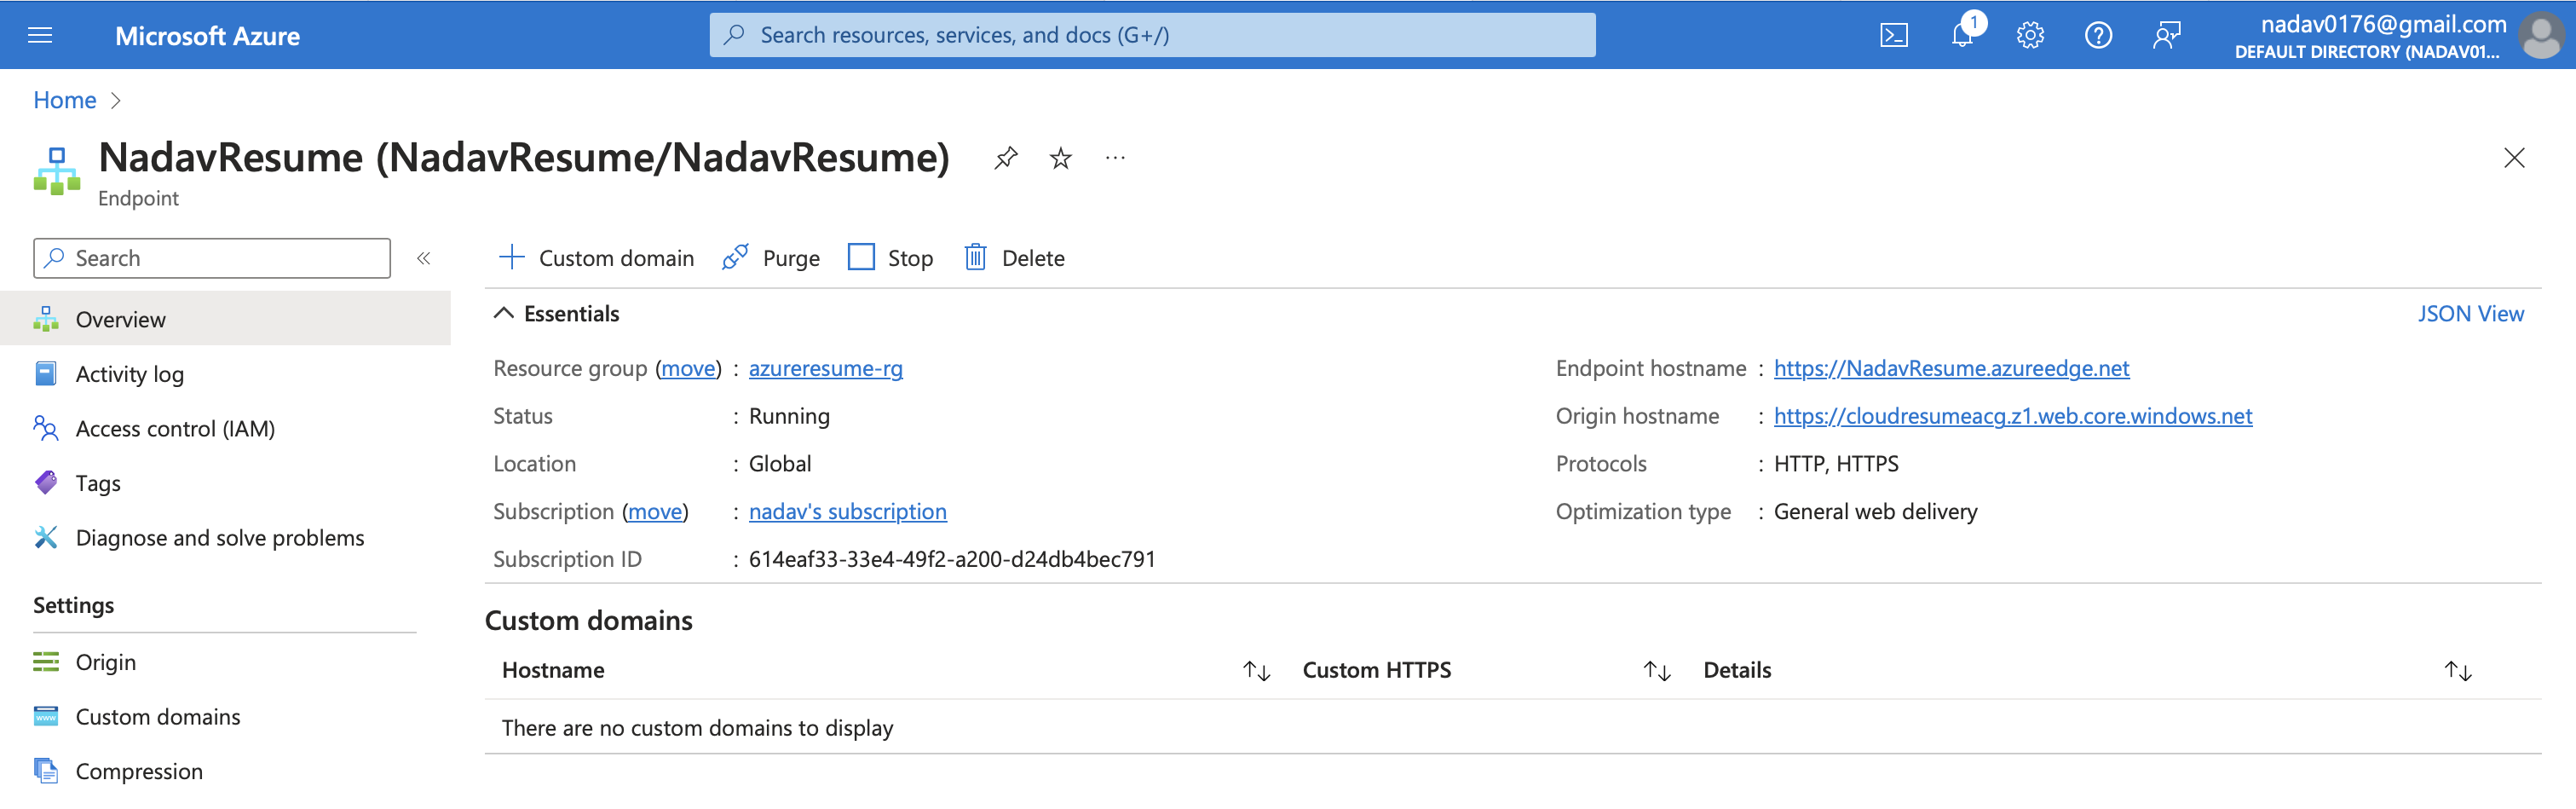 Microsoft Azure
Search resources, services, and docs (G+/)
1
nadav0176@gmail.com
DEFAULT DIRECTORY (NADAV01...
Home >
NadavResume (NadavResume/NadavResume)
...
Endpoint
Search
«
Custom domain
Purge
Stop
Delete
Overview
Activity log
Access control (IAM)
Tags
Diagnose and solve problems
Settings
Origin
Custom domains
www
Compression
Essentials
JSON View
Resource group (move) : azureresume-rg
Status : Running
Location : Global
Subscription (move) : nadav's subscription
Subscription ID : 614eaf33-33e4-49f2-a200-d24db4bec791
Endpoint hostname : https://NadavResume.azureedge.net
Origin hostname : https://cloudresumeacg.z1.web.core.windows.net
Protocols : HTTP, HTTPS
Optimization type : General web delivery
Custom domains
Hostname ↑↓ Custom HTTPS ↑↓ Details ↑↓
There are no custom domains to display